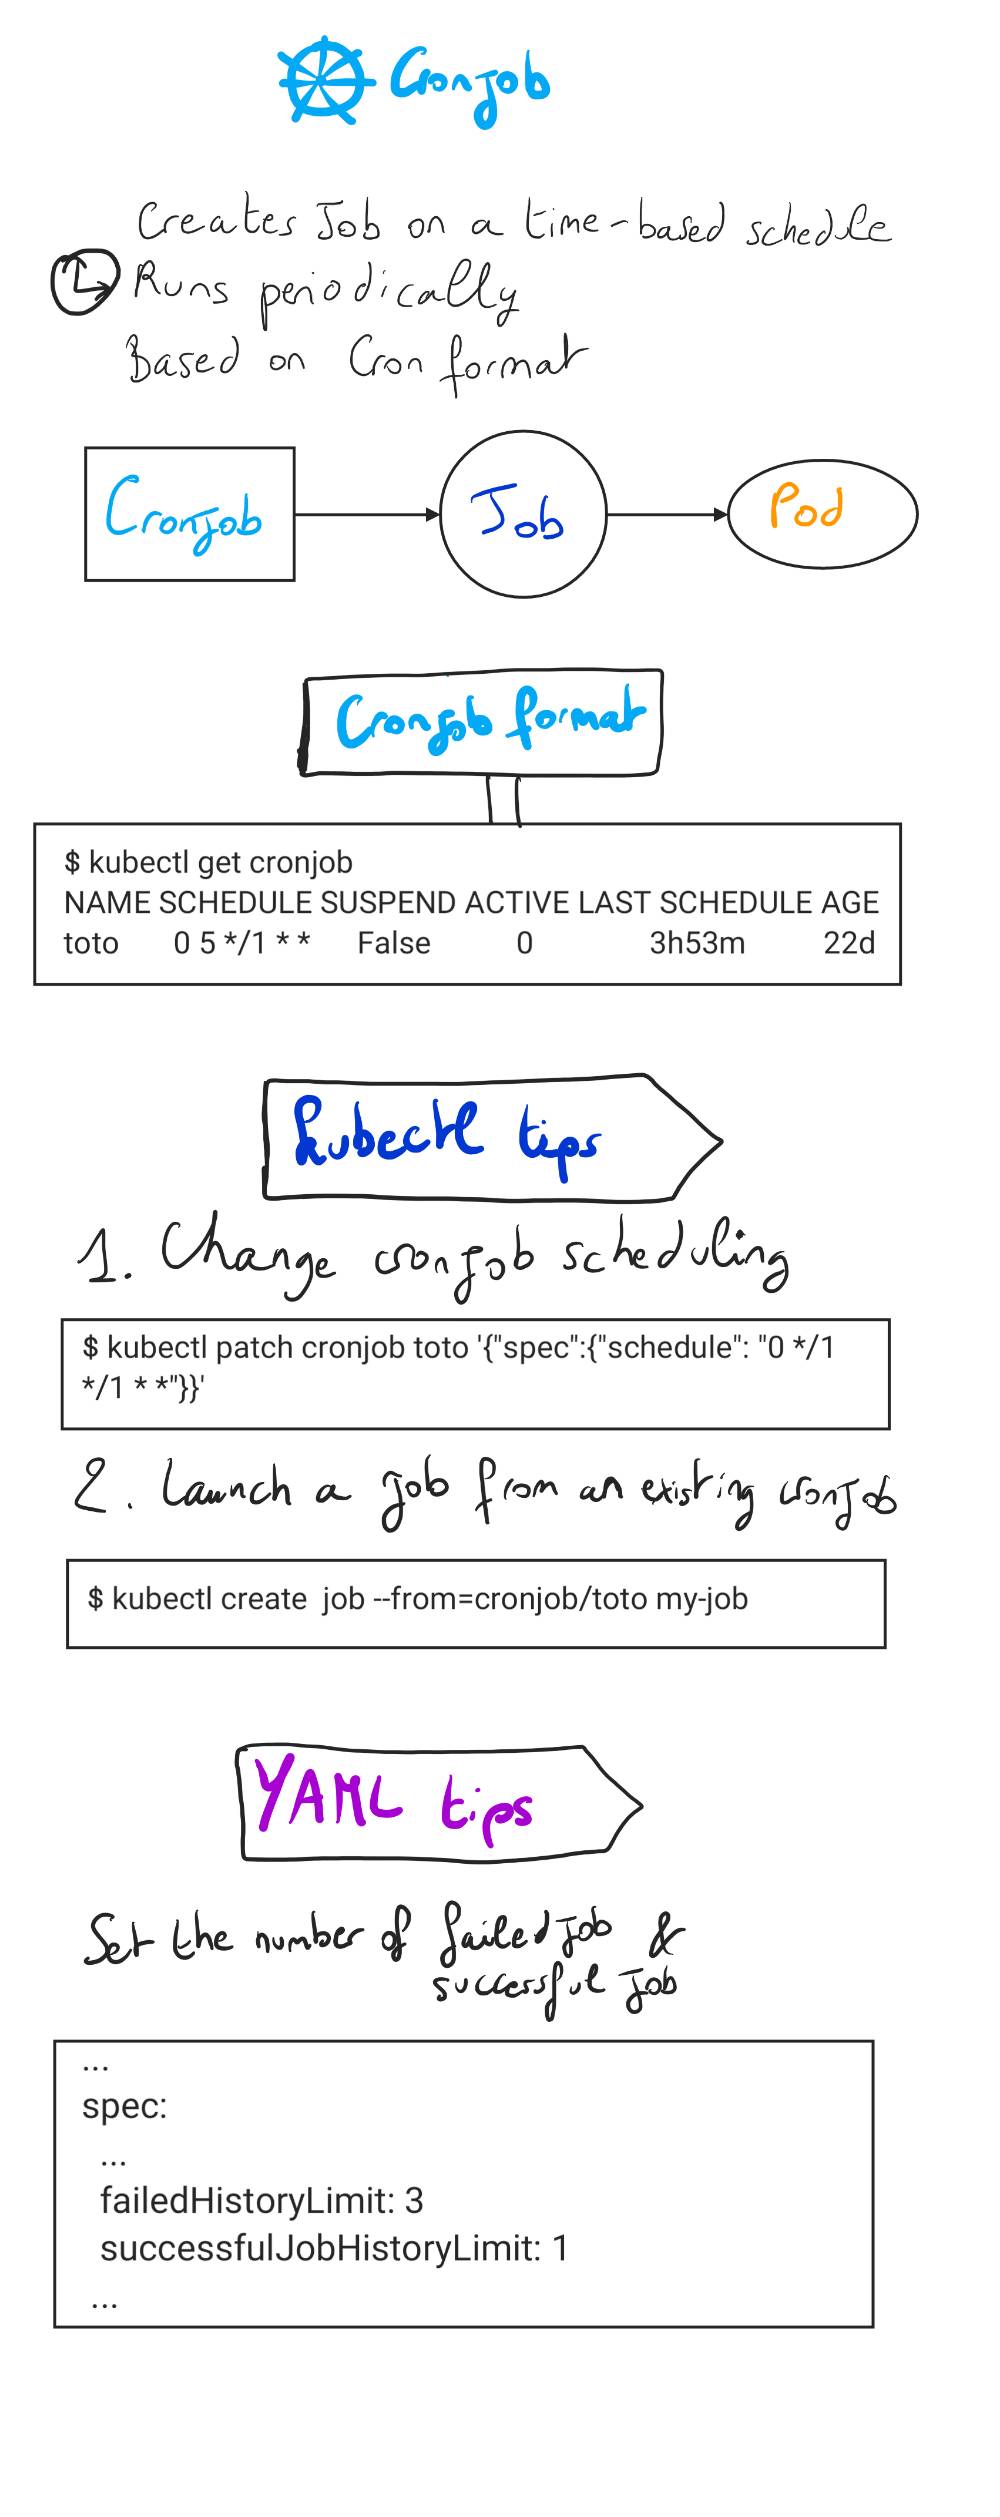 Cronjob
Creates Job on a time-based schedule
Runs periodically
Based on Cron format
Cronjob
Job
Pod
Cronjob format
$ kubectl get cronjob
NAME SCHEDULE SUSPEND ACTIVE LAST SCHEDULE AGE
toto 0 5 */1 * * False 0 3h53m 22d
Kubectl tips
1. Change cronjob scheduling
$ kubectl patch cronjob toto '{"spec":{"schedule": "0 */1
*/1 * *"}}'
2. Launch a job from an existing cronJob
$ kubectl create job --from=cronjob/toto my-job
YAML tips
Set the number of failed Job &
successful Job
...
spec:
...
failedHistoryLimit: 3
successfulJobHistoryLimit: 1
...